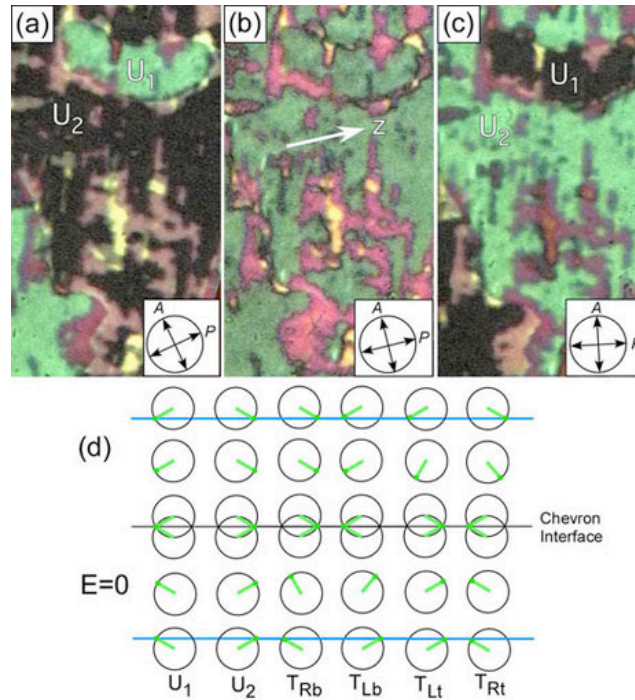 (a)
U1
U2
A
P
(b)
z
A
P
(c)
U1
U2
A
P
(d)
Chevron
Interface
E=0
U1 U2 TRb TLb TLt TRt